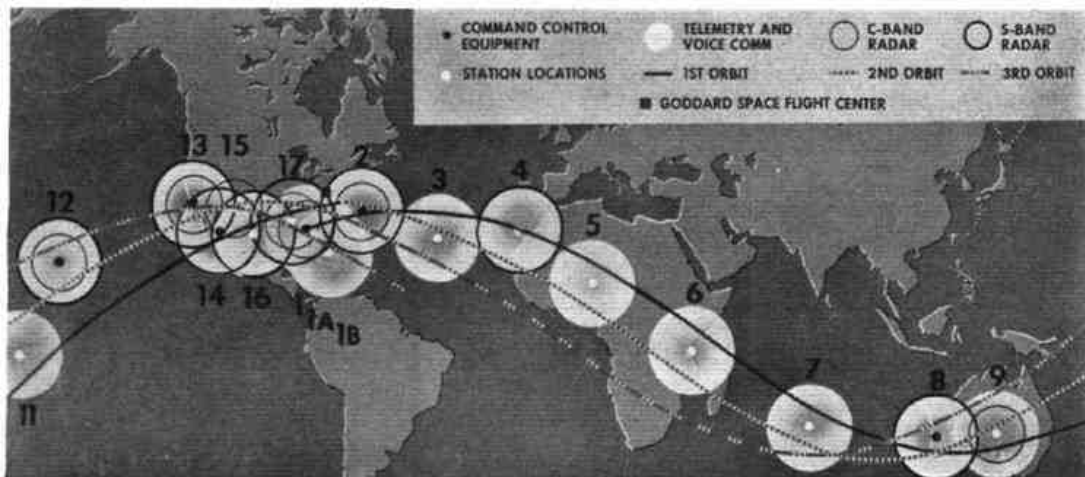 COMMAND CONTROL
EQUIPMENT
TELEMETRY AND
VOICE COMM
C-BAND
RADAR
S-BAND
RADAR
STATION LOCATIONS
1ST ORBIT
2ND ORBIT
3RD ORBIT
GODDARD SPACE FLIGHT CENTER
13
15
17
2
3
4
12
5
14
16
1
1A
1B
6
11
7
8
9